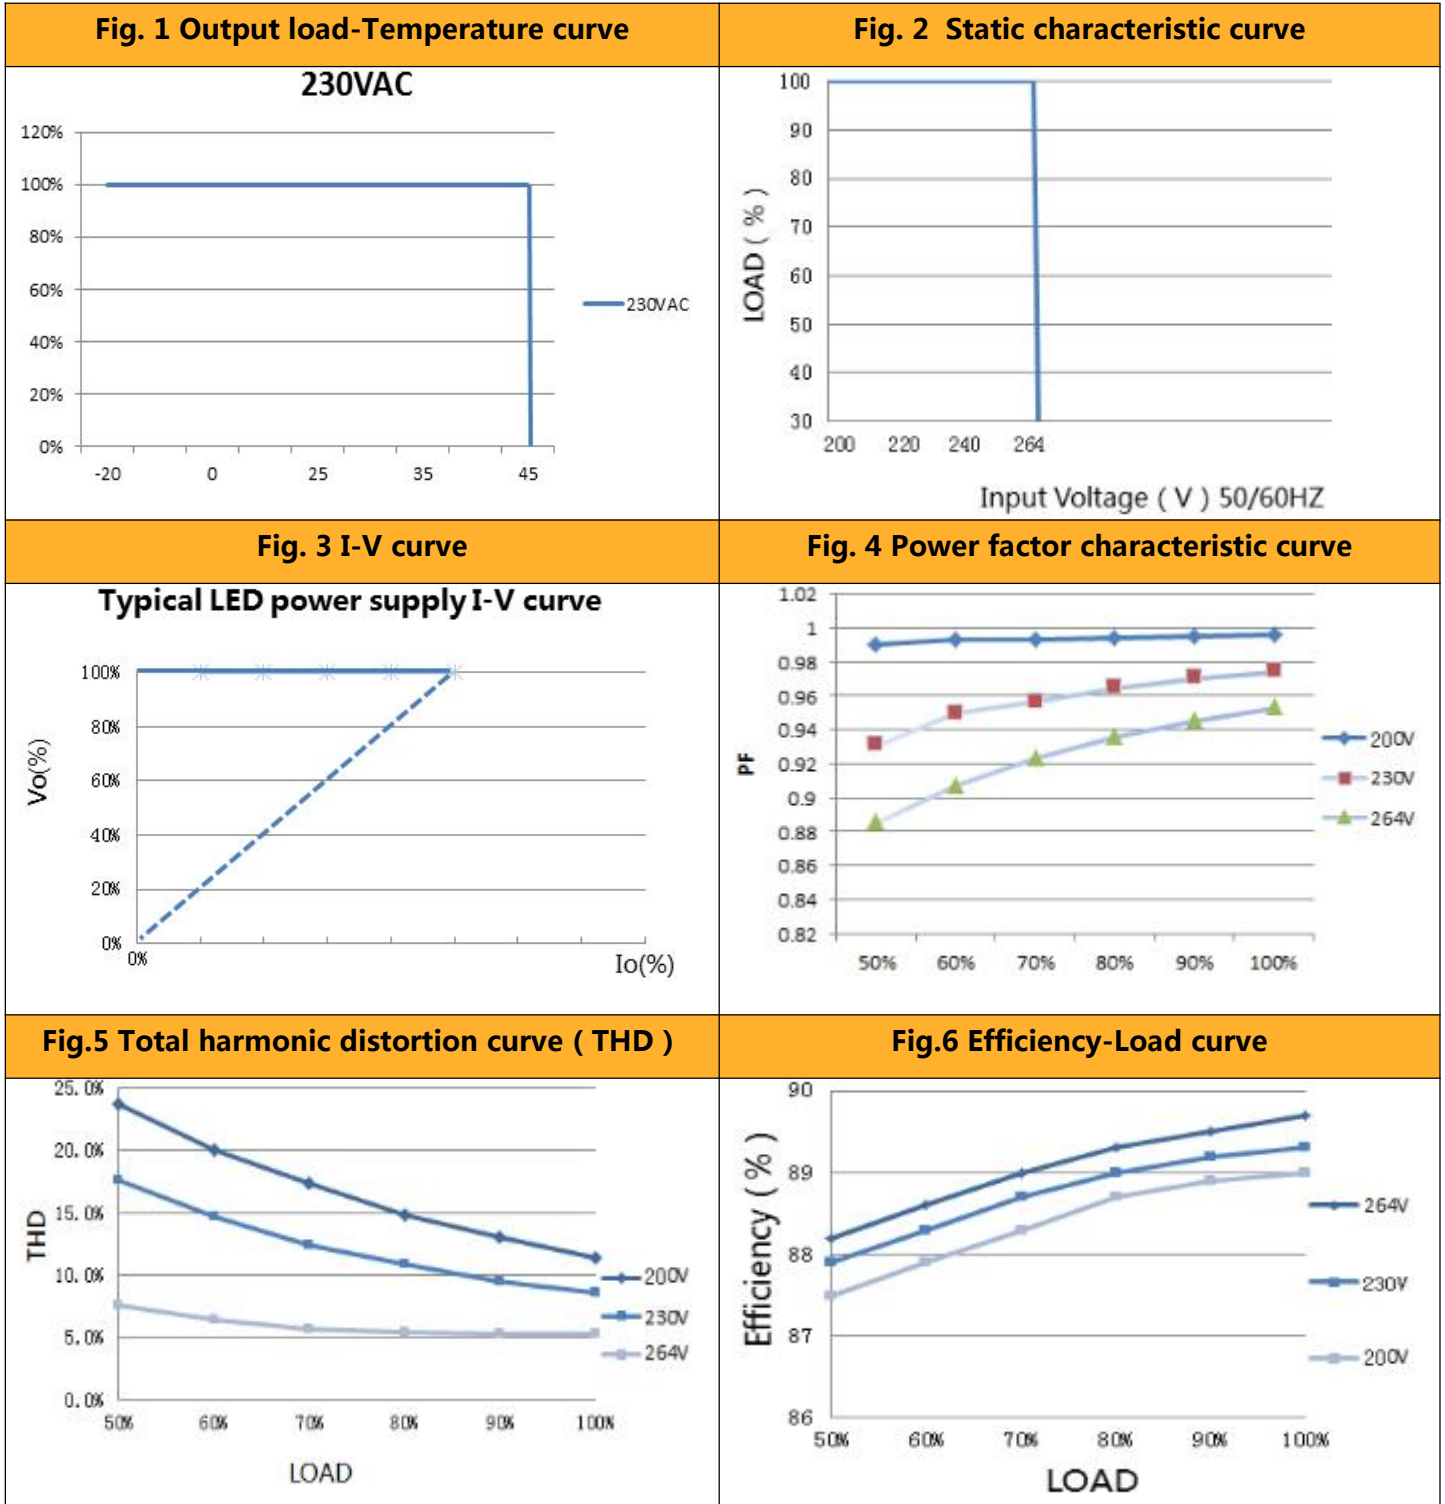 Fig. 1 Output load-Temperature curve
230VAC
120%
100%
80%
60%
40%
20%
0%
-20 0 25 35 45
230VAC
Fig. 2 Static characteristic curve
LOAD ( % )
100
90
80
70
60
50
40
30
200 220 240 264
Input Voltage ( V ) 50/60HZ
Fig. 3 I-V curve
Typical LED power supply I-V curve
Vo(%)
100%
80%
60%
40%
20%
0%
0%
Io(%)
Fig. 4 Power factor characteristic curve
PF
1.02
1
0.98
0.96
0.94
0.92
0.9
0.88
0.86
0.84
0.82
50% 60% 70% 80% 90% 100%
200V
230V
264V
Fig.5 Total harmonic distortion curve ( THD )
THD
25.0%
20.0%
15.0%
10.0%
5.0%
0.0%
50% 60% 70% 80% 90% 100%
LOAD
200V
230V
264V
Fig.6 Efficiency-Load curve
Efficiency ( % )
90
89
88
87
86
50% 60% 70% 80% 90% 100%
LOAD
264V
230V
200V